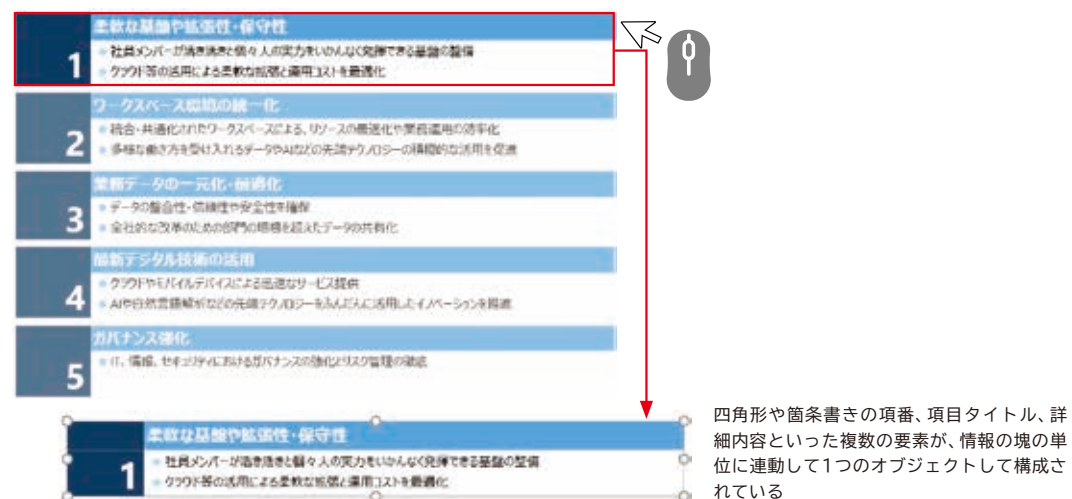 柔軟な基盤や拡張性・保守性
1
社員メンバーが活き活きと個々人の実力をいかんなく発揮できる基盤の整備
クラウド等の活用による柔軟な拡張と運用コストを最適化
ワークスペース環境の統一化
2
統合・共通化されたワークスペースによる、リソースの最適化や業務運用の効率化
多様な働き方を受け入れるデータやAIなどの先端テクノロジーの積極的な活用を促進
業務データの一元化・最適化
3
データの整合性・信頼性や安全性を確保
全社的な改革のための部門の垣根を超えたデータの共有化
最新デジタル技術の活用
4
クラウドやモバイルデバイスによる迅速なサービス提供
AIや自然言語解析などの先端テクノロジーをふんだんに活用したイノベーションを推進
ガバナンス強化
5
IT、情報、セキュリティにおけるガバナンスの強化とリスク管理の徹底
柔軟な基盤や拡張性・保守性
1
社員メンバーが活き活きと個々人の実力をいかんなく発揮できる基盤の整備
クラウド等の活用による柔軟な拡張と運用コストを最適化
四角形や箇条書きの項番、項目タイトル、詳
細内容といった複数の要素が、情報の塊の単
位に連動して1つのオブジェクトして構成さ
れている